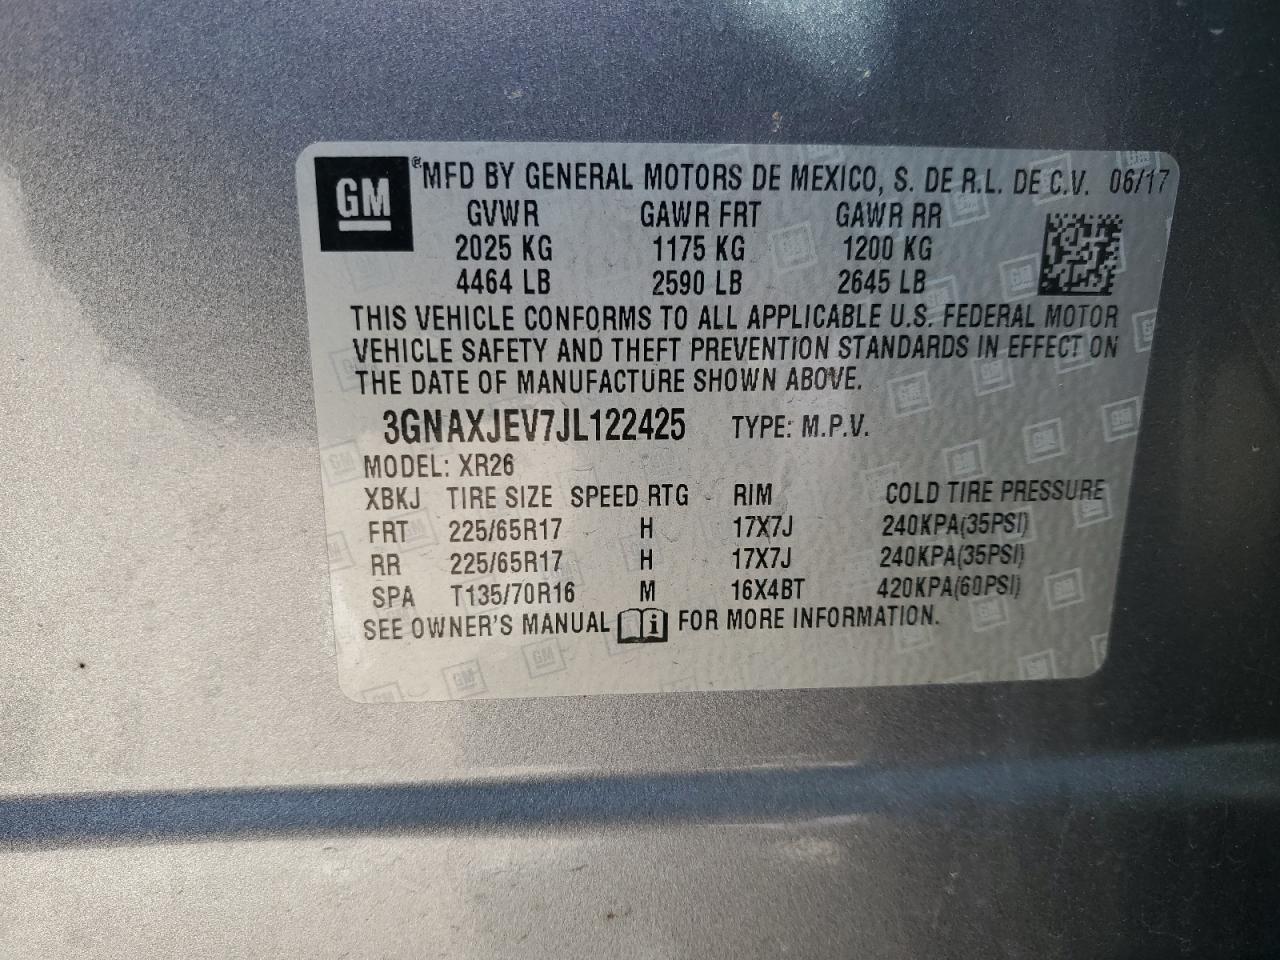 GM
®MFD BY GENERAL MOTORS DE MEXICO, S. DE R.L. DE C.V. 06/17
GVWR GAWR FRT GAWR RR
2025 KG 1175 KG 1200 KG
4464 LB 2590 LB 2645 LB
THIS VEHICLE CONFORMS TO ALL APPLICABLE U.S. FEDERAL MOTOR
VEHICLE SAFETY AND THEFT PREVENTION STANDARDS IN EFFECT ON
THE DATE OF MANUFACTURE SHOWN ABOVE.
3GNAXJEV7JL122425 TYPE: M.P.V.
MODEL: XR26
XBKJ TIRE SIZE SPEED RTG RIM COLD TIRE PRESSURE
FRT 225/65R17 H 17X7J 240KPA(35PSI)
RR 225/65R17 H 17X7J 240KPA(35PSI)
SPA T135/70R16 M 16X4BT 420KPA(60PSI)
SEE OWNER'S MANUAL i FOR MORE INFORMATION.